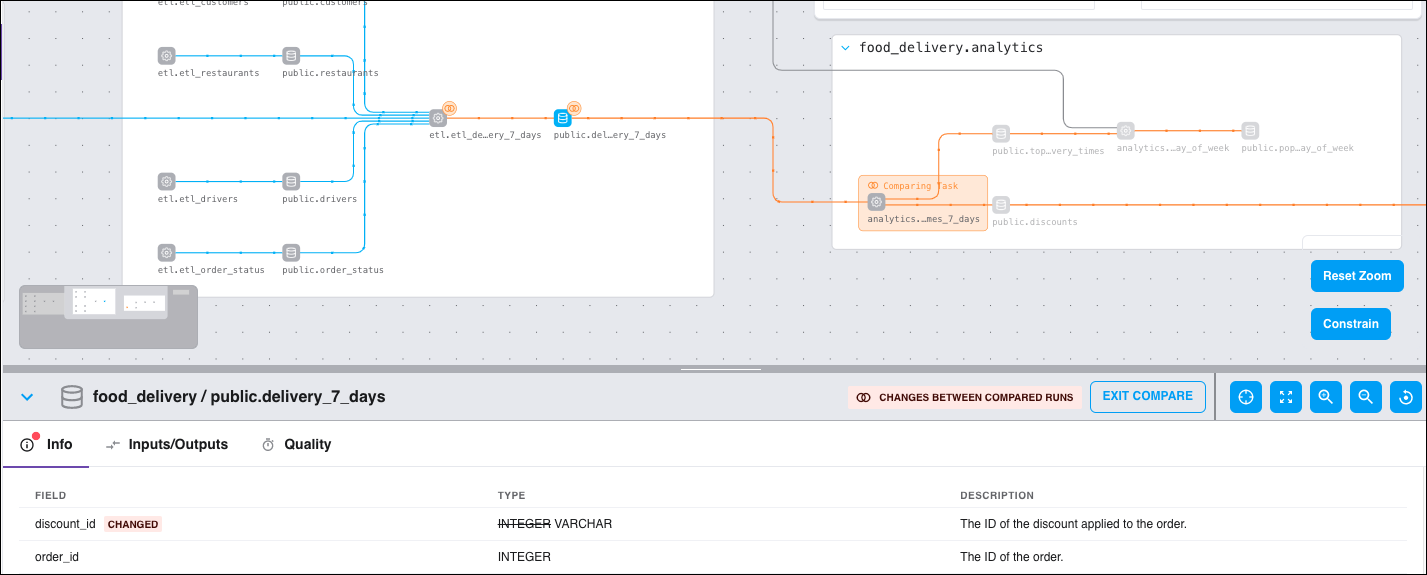 etl.etl_customers
public.customers
food_delivery.analytics
etl.etl_restaurants
public.restaurants
etl.etl_de…ery_7_days
public.del…ery_7_days
public.top…very_times
analytics.…ay_of_week
public.pop…ay_of_week
Comparing Task
analytics.…mes_7_days
public.discounts
etl.etl_drivers
public.drivers
etl.etl_order_status
public.order_status
Reset Zoom
Constrain
food_delivery / public.delivery_7_days
CHANGES BETWEEN COMPARED RUNS
EXIT COMPARE
Info
Inputs/Outputs
Quality
FIELD TYPE DESCRIPTION
discount_id CHANGED INTEGER VARCHAR The ID of the discount applied to the order.
order_id INTEGER The ID of the order.